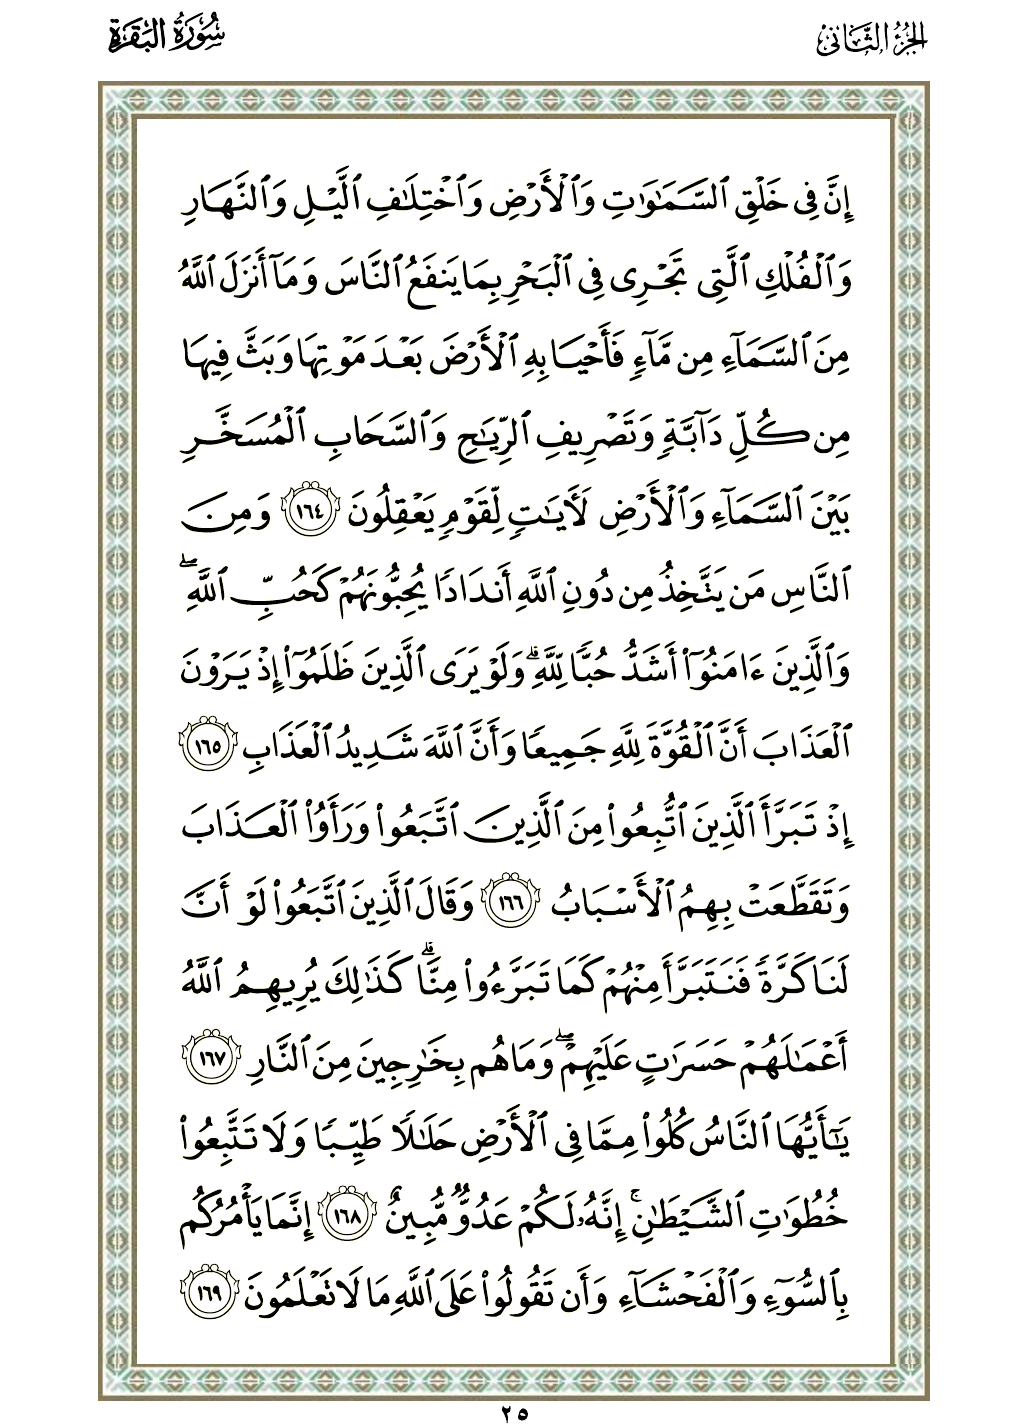 الجزء الثاني
سورة البقرة
إِنَّ فِي خَلْقِ ٱلسَّمَٰوَٰتِ وَٱلْأَرْضِ وَٱخْتِلَٰفِ ٱلَّيْلِ وَٱلنَّهَارِ
وَٱلْفُلْكِ ٱلَّتِي تَجْرِي فِي ٱلْبَحْرِ بِمَا يَنفَعُ ٱلنَّاسَ وَمَآ أَنزَلَ ٱللَّهُ
مِنَ ٱلسَّمَآءِ مِن مَّآءٍ فَأَحْيَا بِهِ ٱلْأَرْضَ بَعْدَ مَوْتِهَا وَبَثَّ فِيهَا
مِن كُلِّ دَآبَّةٍ وَتَصْرِيفِ ٱلرِّيَٰحِ وَٱلسَّحَابِ ٱلْمُسَخَّرِ
بَيْنَ ٱلسَّمَآءِ وَٱلْأَرْضِ لَأٓيَٰتٍ لِّقَوْمٍ يَعْقِلُونَ ١٦٤ وَمِنَ
ٱلنَّاسِ مَن يَتَّخِذُ مِن دُونِ ٱللَّهِ أَندَادًا يُحِبُّونَهُمْ كَحُبِّ ٱللَّهِۖ
وَٱلَّذِينَ ءَامَنُوٓا۟ أَشَدُّ حُبًّا لِلَّهِۗ وَلَوْ يَرَى ٱلَّذِينَ ظَلَمُوٓا۟ إِذْ يَرَوْنَ
ٱلْعَذَابَ أَنَّ ٱلْقُوَّةَ لِلَّهِ جَمِيعًا وَأَنَّ ٱللَّهَ شَدِيدُ ٱلْعَذَابِ ١٦٥
إِذْ تَبَرَّأَ ٱلَّذِينَ ٱتُّبِعُوا۟ مِنَ ٱلَّذِينَ ٱتَّبَعُوا۟ وَرَأَوُا۟ ٱلْعَذَابَ
وَتَقَطَّعَتْ بِهِمُ ٱلْأَسْبَابُ ١٦٦ وَقَالَ ٱلَّذِينَ ٱتَّبَعُوا۟ لَوْ أَنَّ
لَنَا كَرَّةً فَنَتَبَرَّأَ مِنْهُمْ كَمَا تَبَرَّءُوا۟ مِنَّاۗ كَذَٰلِكَ يُرِيهِمُ ٱللَّهُ
أَعْمَٰلَهُمْ حَسَرَٰتٍ عَلَيْهِمْۖ وَمَا هُم بِخَٰرِجِينَ مِنَ ٱلنَّارِ ١٦٧
يَٰٓأَيُّهَا ٱلنَّاسُ كُلُوا۟ مِمَّا فِي ٱلْأَرْضِ حَلَٰلًا طَيِّبًا وَلَا تَتَّبِعُوا۟
خُطُوَٰتِ ٱلشَّيْطَٰنِۚ إِنَّهُۥ لَكُمْ عَدُوٌّ مُّبِينٌ ١٦٨ إِنَّمَا يَأْمُرُكُم
بِٱلسُّوٓءِ وَٱلْفَحْشَآءِ وَأَن تَقُولُوا۟ عَلَى ٱللَّهِ مَا لَا تَعْلَمُونَ ١٦٩
٢٥